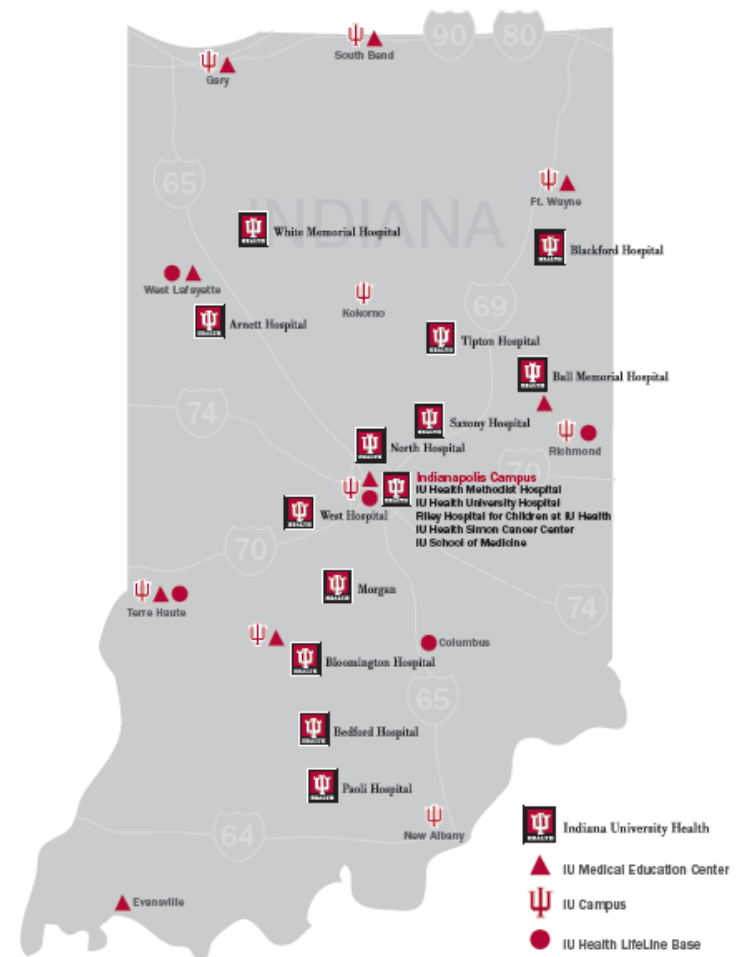 90
80
South Bend
Gary
65
Ft. Wayne
INDIANA
White Memorial Hospital
Blackford Hospital
West Lafayette
Kokomo
69
Arnett Hospital
Tipton Hospital
Ball Memorial Hospital
74
Saxony Hospital
North Hospital
Richmond
70
Indianapolis Campus
IU Health Methodist Hospital
IU Health University Hospital
Riley Hospital for Children at IU Health
IU Health Simon Cancer Center
IU School of Medicine
West Hospital
70
Morgan
74
Terre Haute
Columbus
Bloomington Hospital
65
Bedford Hospital
Paoli Hospital
64
New Albany
Evansville
HEALTH
Indiana University Health
IU Medical Education Center
IU Campus
IU Health LifeLine Base